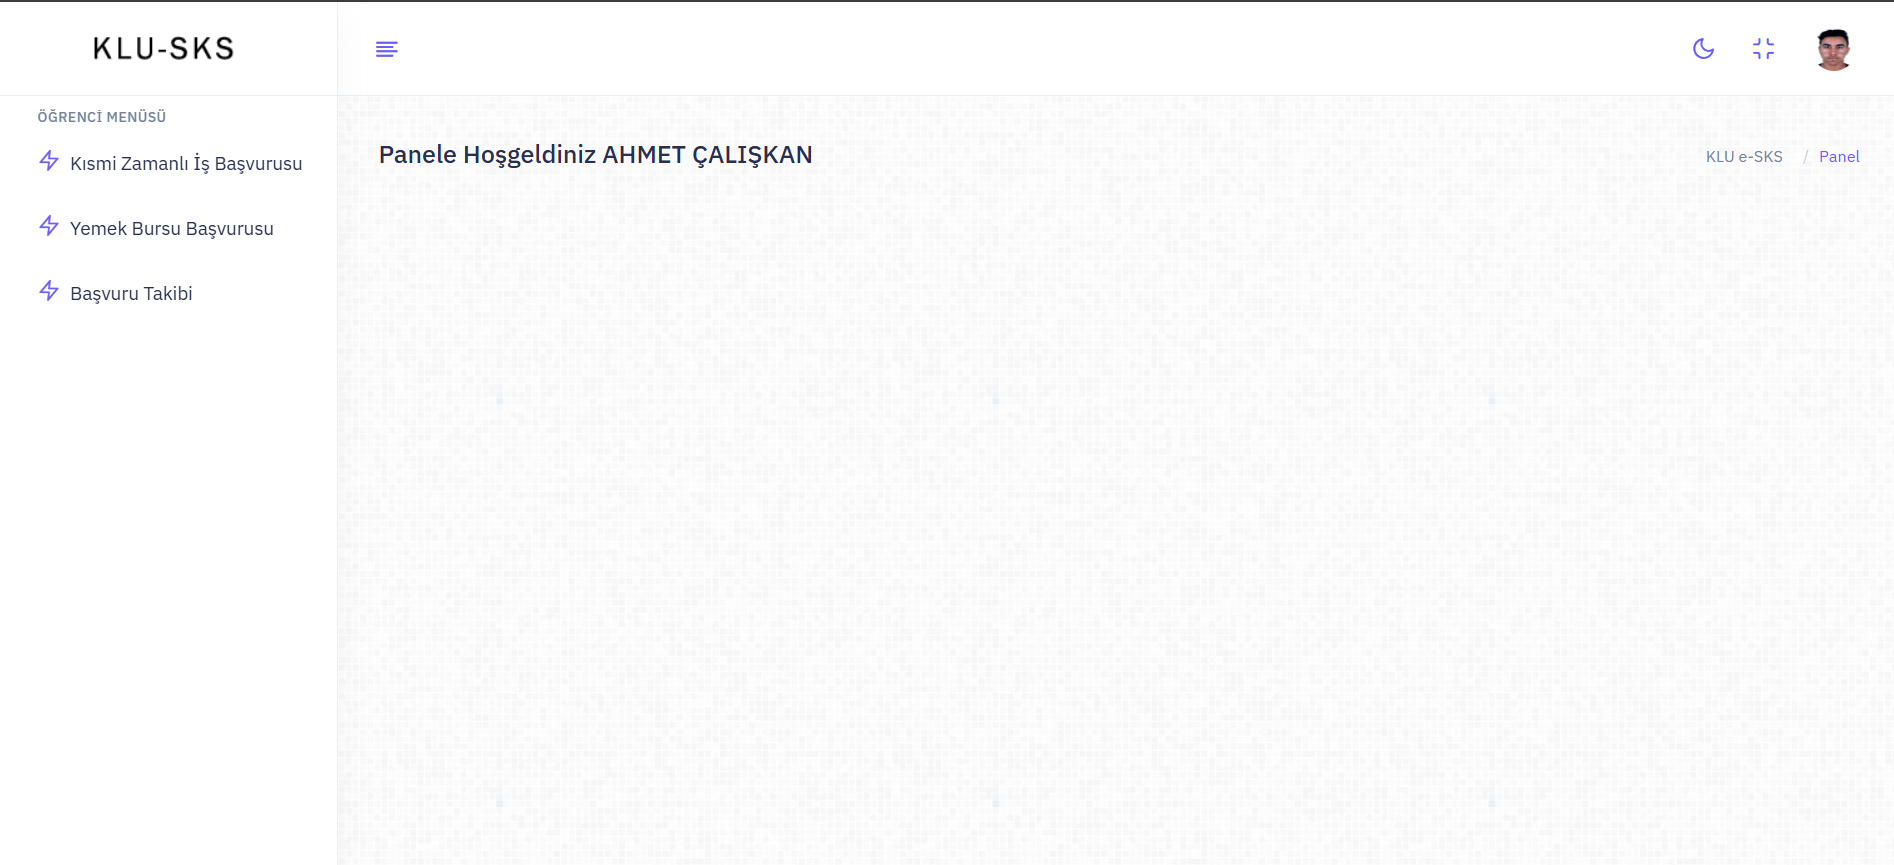 KLU-SKS
ÖĞRENCİ MENÜSÜ
Kısmi Zamanlı İş Başvurusu
Yemek Bursu Başvurusu
Başvuru Takibi
Panele Hoşgeldiniz AHMET ÇALIŞKAN
KLU e-SKS / Panel